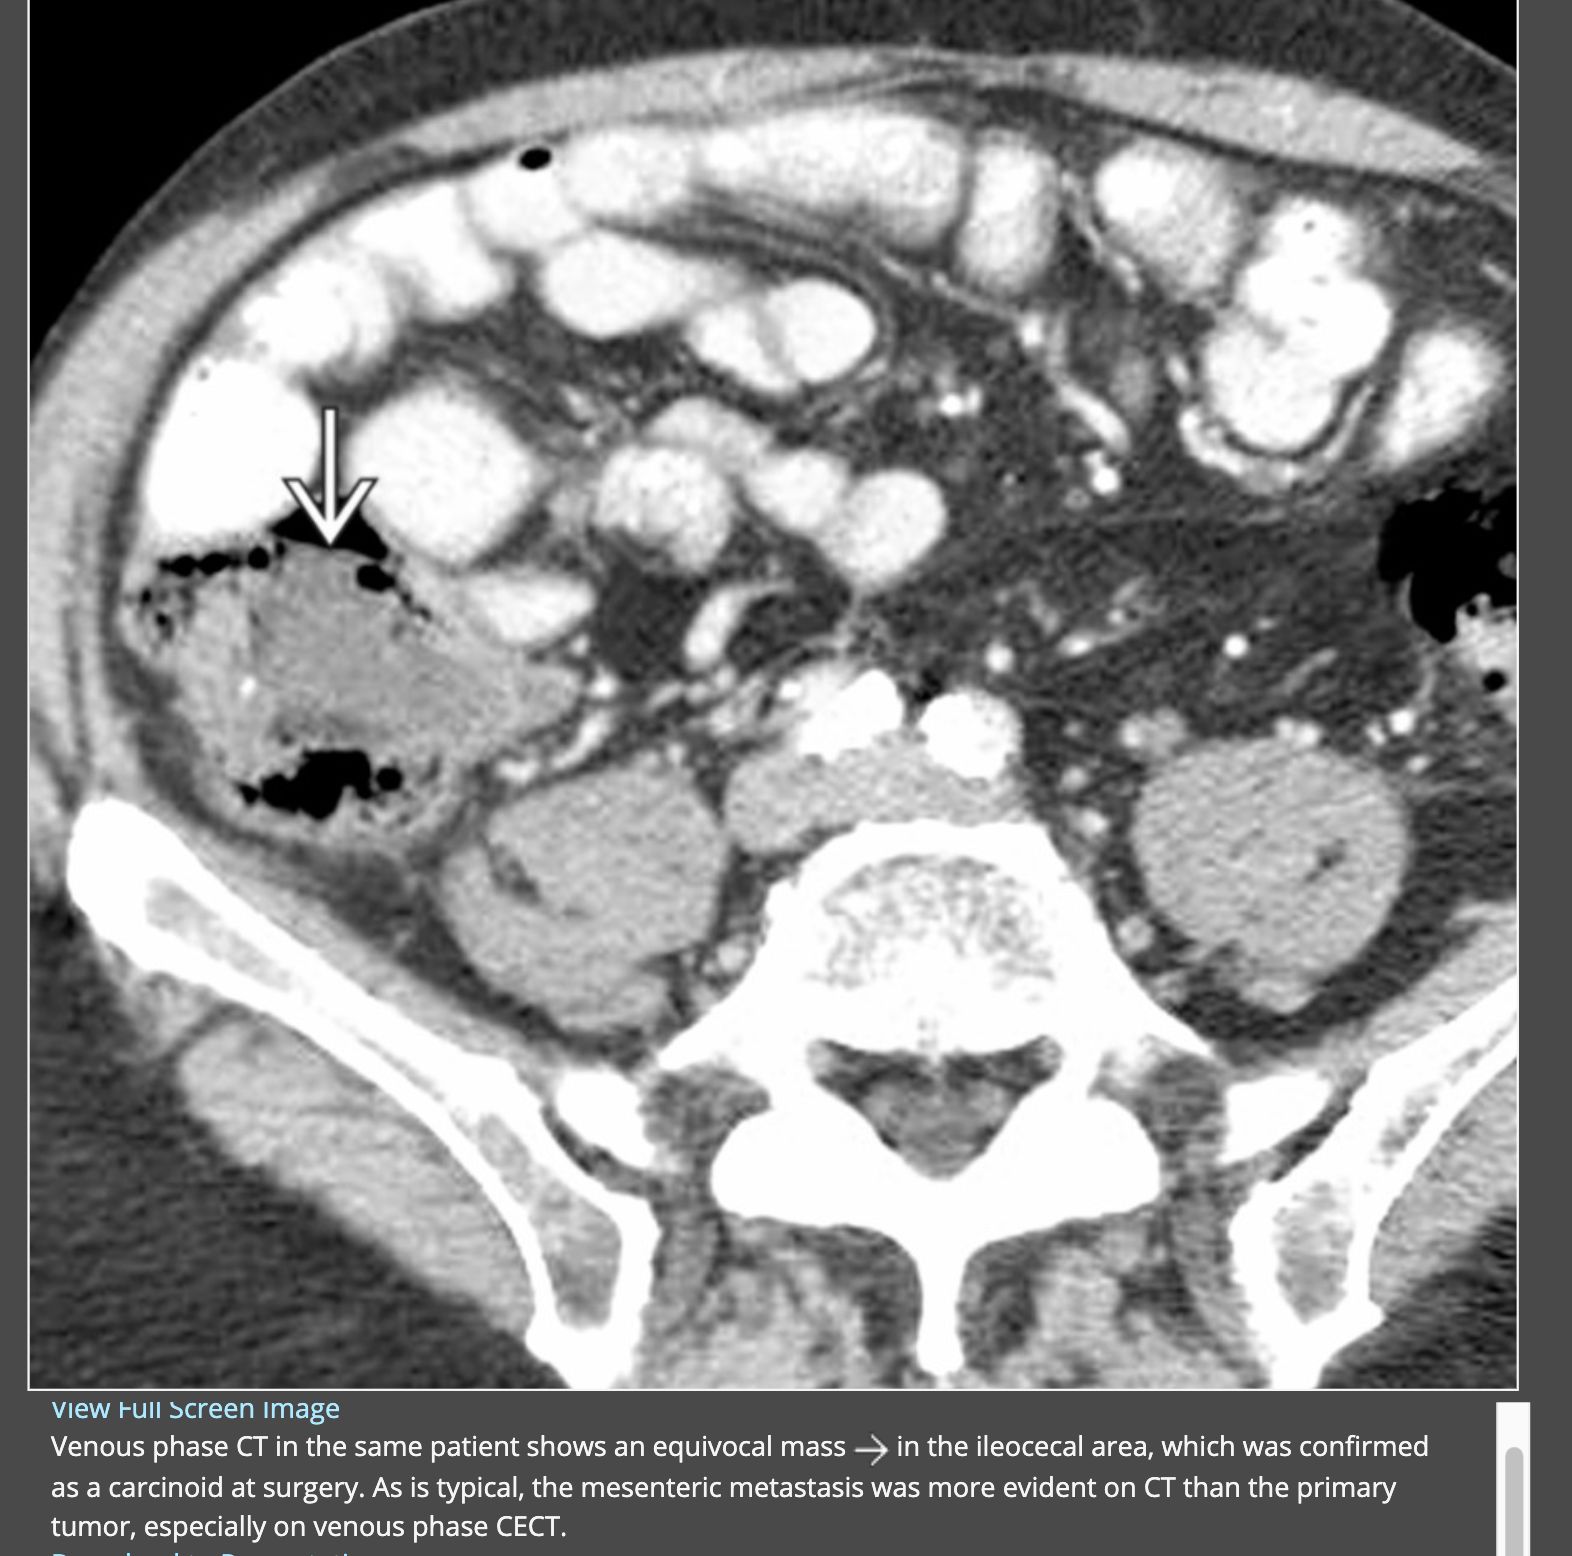 View Full Screen Image
Venous phase CT in the same patient shows an equivocal mass → in the ileocecal area, which was confirmed
as a carcinoid at surgery. As is typical, the mesenteric metastasis was more evident on CT than the primary
tumor, especially on venous phase CECT.